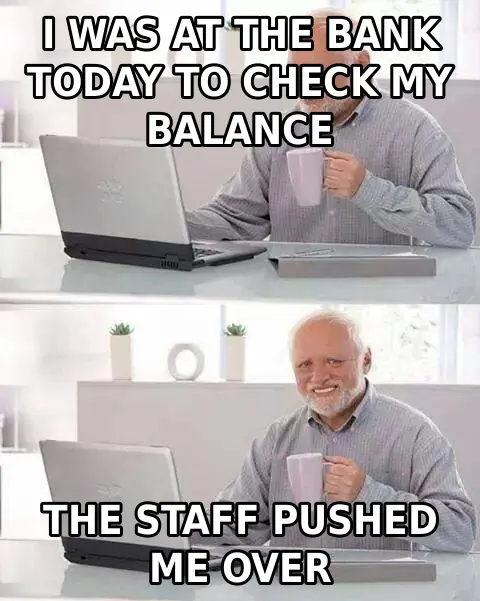 I WAS AT THE BANK
TODAY TO CHECK MY
BALANCE
THE STAFF PUSHED
ME OVER